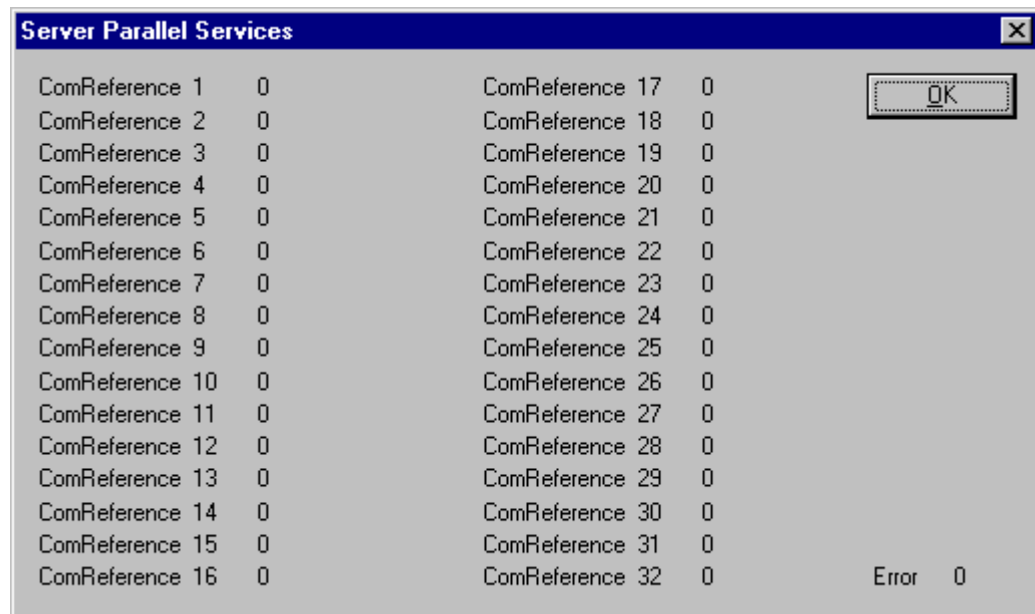 Server Parallel Services
ComReference 1 0
ComReference 2 0
ComReference 3 0
ComReference 4 0
ComReference 5 0
ComReference 6 0
ComReference 7 0
ComReference 8 0
ComReference 9 0
ComReference 10 0
ComReference 11 0
ComReference 12 0
ComReference 13 0
ComReference 14 0
ComReference 15 0
ComReference 16 0
ComReference 17 0
ComReference 18 0
ComReference 19 0
ComReference 20 0
ComReference 21 0
ComReference 22 0
ComReference 23 0
ComReference 24 0
ComReference 25 0
ComReference 26 0
ComReference 27 0
ComReference 28 0
ComReference 29 0
ComReference 30 0
ComReference 31 0
ComReference 32 0
OK
Error 0